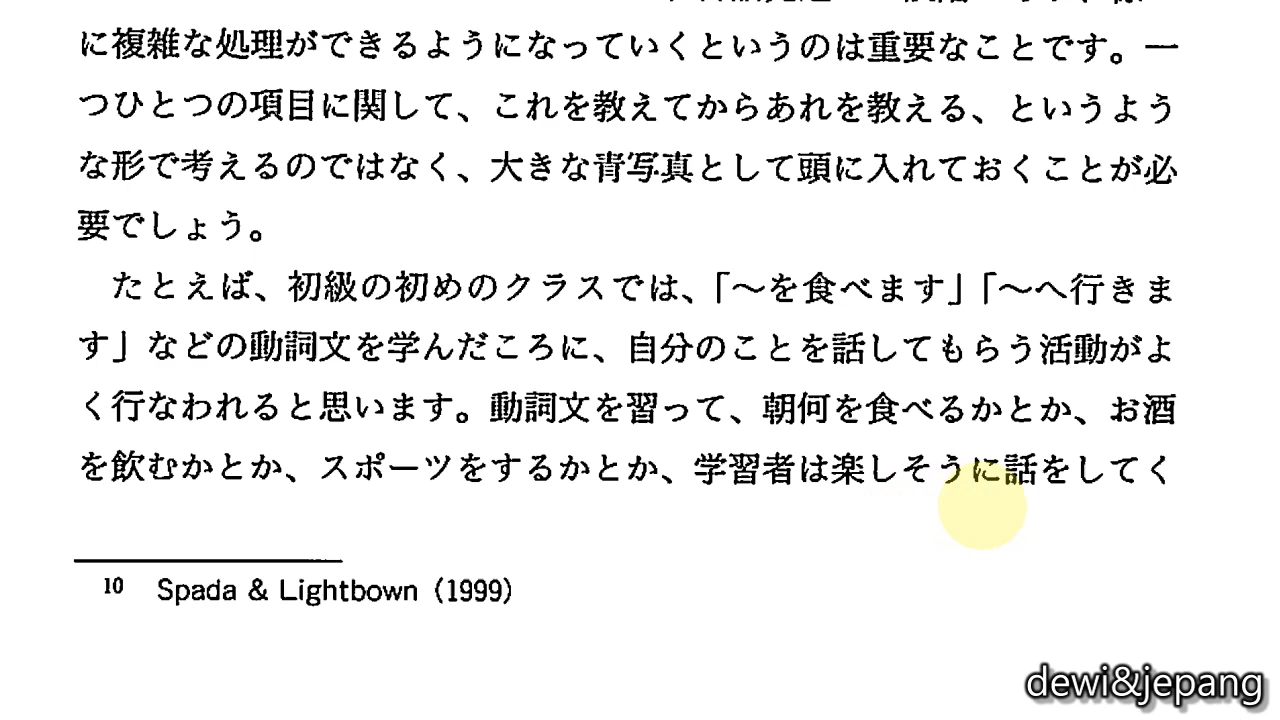 に複雑な処理ができるようになっていくというのは重要なことです。一
つひとつの項目に関して、これを教えてからあれを教える、というよう
な形で考えるのではなく、大きな青写真として頭に入れておくことが必
要でしょう。
たとえば、初級の初めのクラスでは、「〜を食べます」「〜へ行きま
す」などの動詞文を学んだころに、自分のことを話してもらう活動がよ
く行なわれると思います。動詞文を習って、朝何を食べるかとか、お酒
を飲むかとか、スポーツをするかとか、学習者は楽しそうに話をしてく
10 Spada & Lightbown (1999)
dewi&jepang